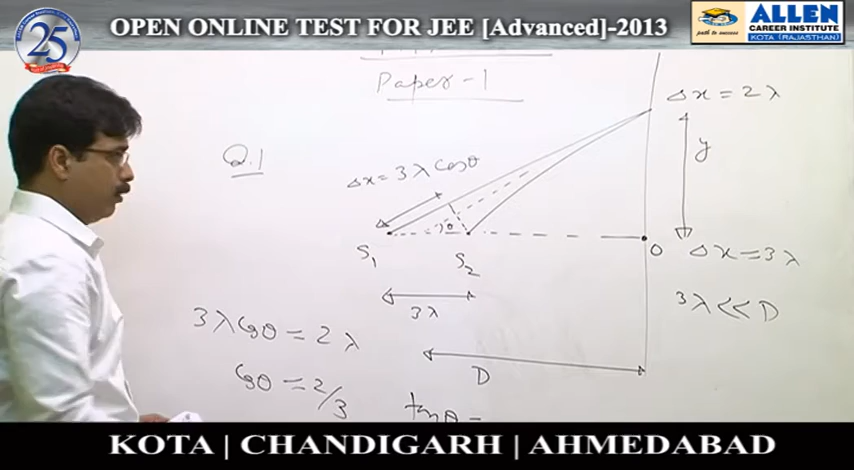 25
OPEN ONLINE TEST FOR JEE [Advanced]-2013
path to success
ALLEN
CAREER INSTITUTE
KOTA (RAJASTHAN)
Paper - 1
Q.1
Δx = 2λ
y
Δx = 3λ cosθ
θ
S₁
S₂
O
Δx = 3λ
3λ
3λ << D
D
3λ cosθ = 2λ
cosθ = 2/3
tanθ =
KOTA | CHANDIGARH | AHMEDABAD